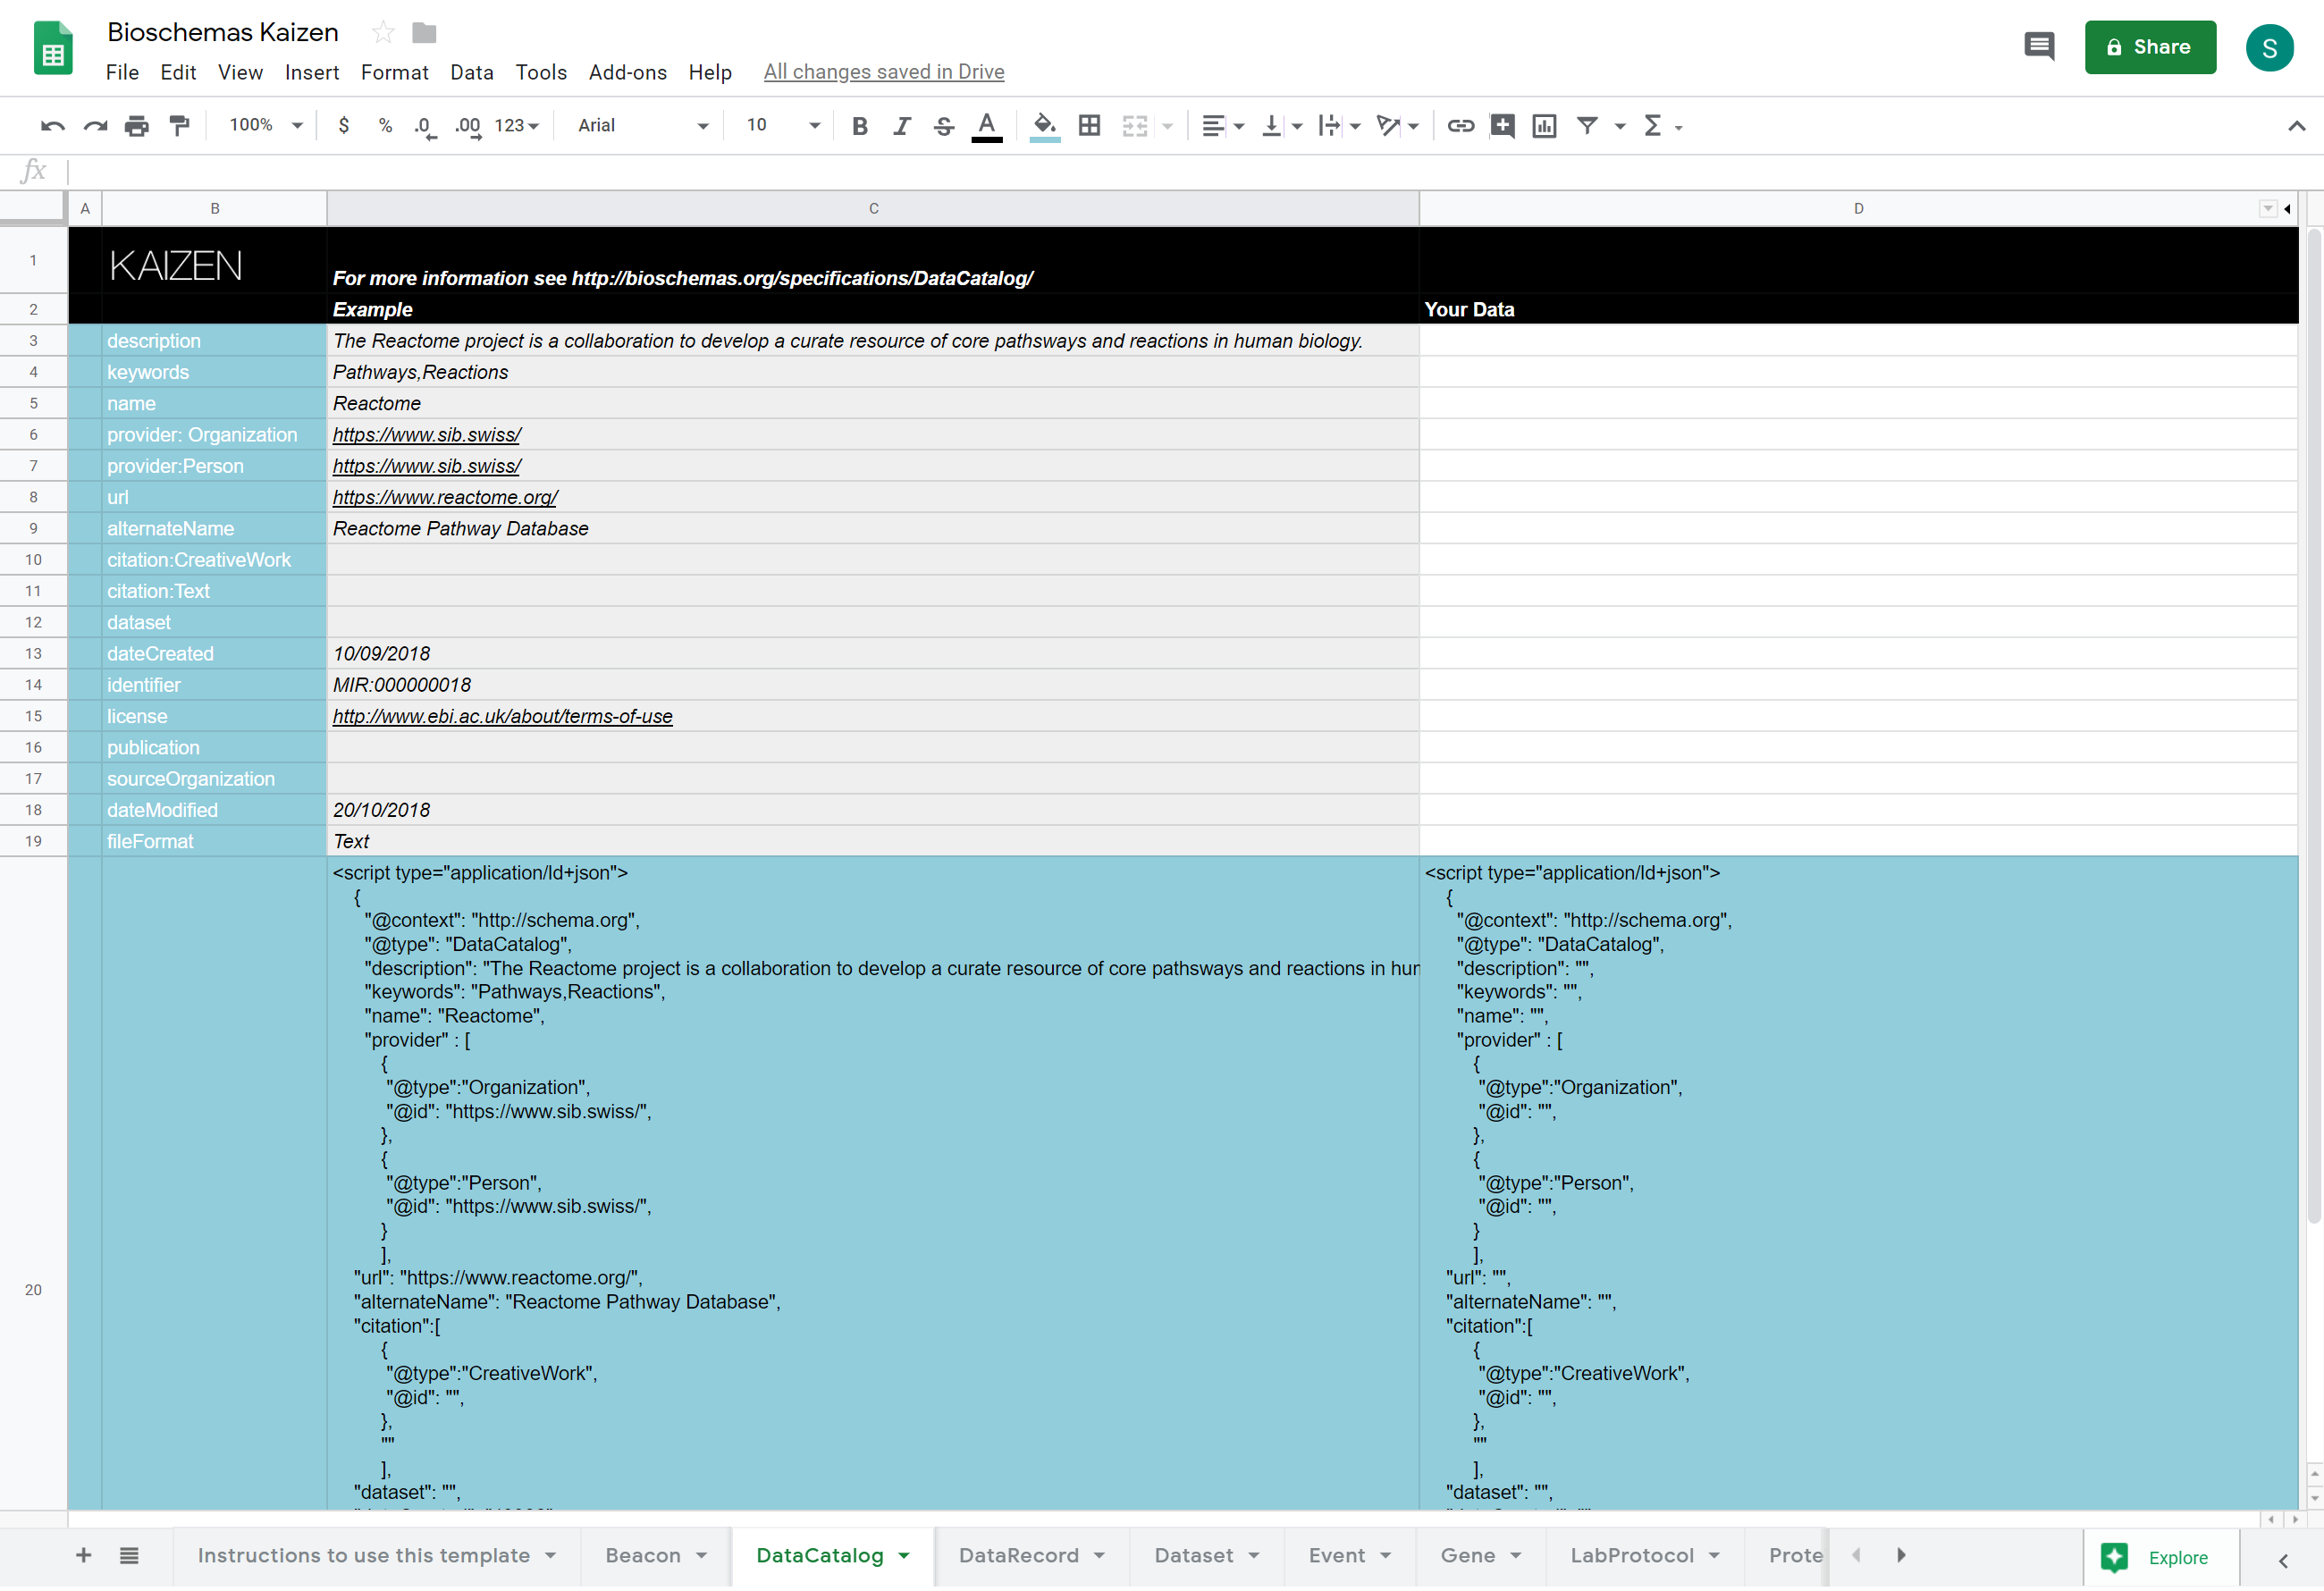 Bioschemas Kaizen
File Edit View Insert Format Data Tools Add-ons Help All changes saved in Drive
Share
S
100% $ % .0 .00 123 Arial 10 B I S A Σ
fx
A B C D
1 KAIZEN For more information see http://bioschemas.org/specifications/DataCatalog/
2 Example Your Data
3 description The Reactome project is a collaboration to develop a curate resource of core pathsways and reactions in human biology.
4 keywords Pathways,Reactions
5 name Reactome
6 provider: Organization https://www.sib.swiss/
7 provider:Person https://www.sib.swiss/
8 url https://www.reactome.org/
9 alternateName Reactome Pathway Database
10 citation:CreativeWork
11 citation:Text
12 dataset
13 dateCreated 10/09/2018
14 identifier MIR:000000018
15 license http://www.ebi.ac.uk/about/terms-of-use
16 publication
17 sourceOrganization
18 dateModified 20/10/2018
19 fileFormat Text
20
<script type="application/ld+json">
{
"@context": "http://schema.org",
"@type": "DataCatalog",
"description": "The Reactome project is a collaboration to develop a curate resource of core pathsways and reactions in hur
"keywords": "Pathways,Reactions",
"name": "Reactome",
"provider" : [
{
"@type":"Organization",
"@id": "https://www.sib.swiss/",
},
{
"@type":"Person",
"@id": "https://www.sib.swiss/",
}
],
"url": "https://www.reactome.org/",
"alternateName": "Reactome Pathway Database",
"citation":[
{
"@type":"CreativeWork",
"@id": "",
},
""
],
"dataset": "",
<script type="application/ld+json">
{
"@context": "http://schema.org",
"@type": "DataCatalog",
"description": "",
"keywords": "",
"name": "",
"provider" : [
{
"@type":"Organization",
"@id": "",
},
{
"@type":"Person",
"@id": "",
}
],
"url": "",
"alternateName": "",
"citation":[
{
"@type":"CreativeWork",
"@id": "",
},
""
],
"dataset": "",
Instructions to use this template Beacon DataCatalog DataRecord Dataset Event Gene LabProtocol Prote Explore